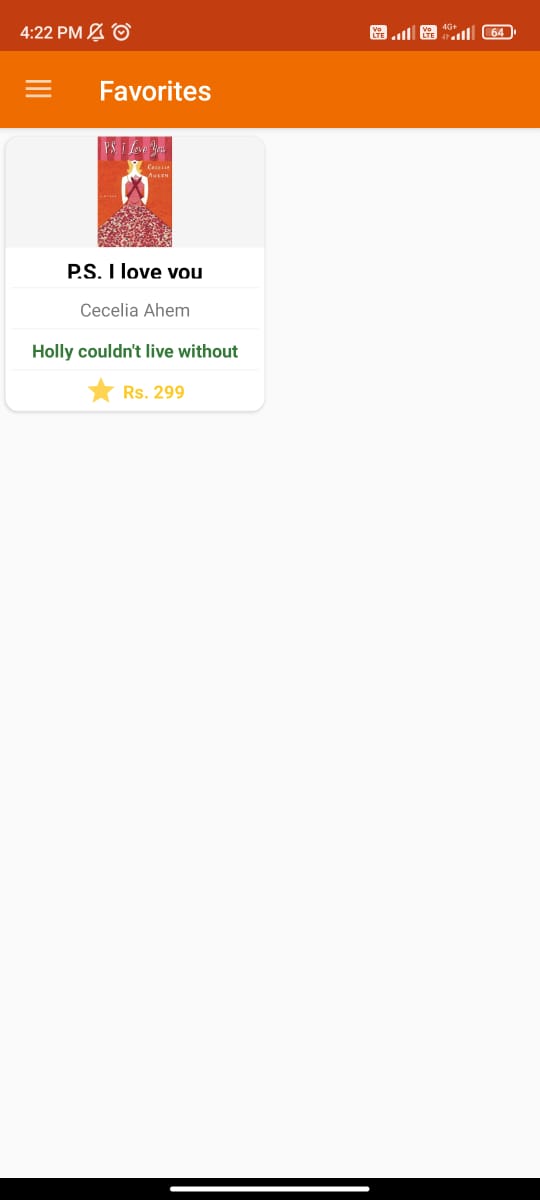 4:22 PM
Vo LTE
Vo LTE
4G+
64
Favorites
P.S. I Love You
Cecelia
Ahern
P.S. I love you
Cecelia Ahem
Holly couldn't live without
Rs. 299